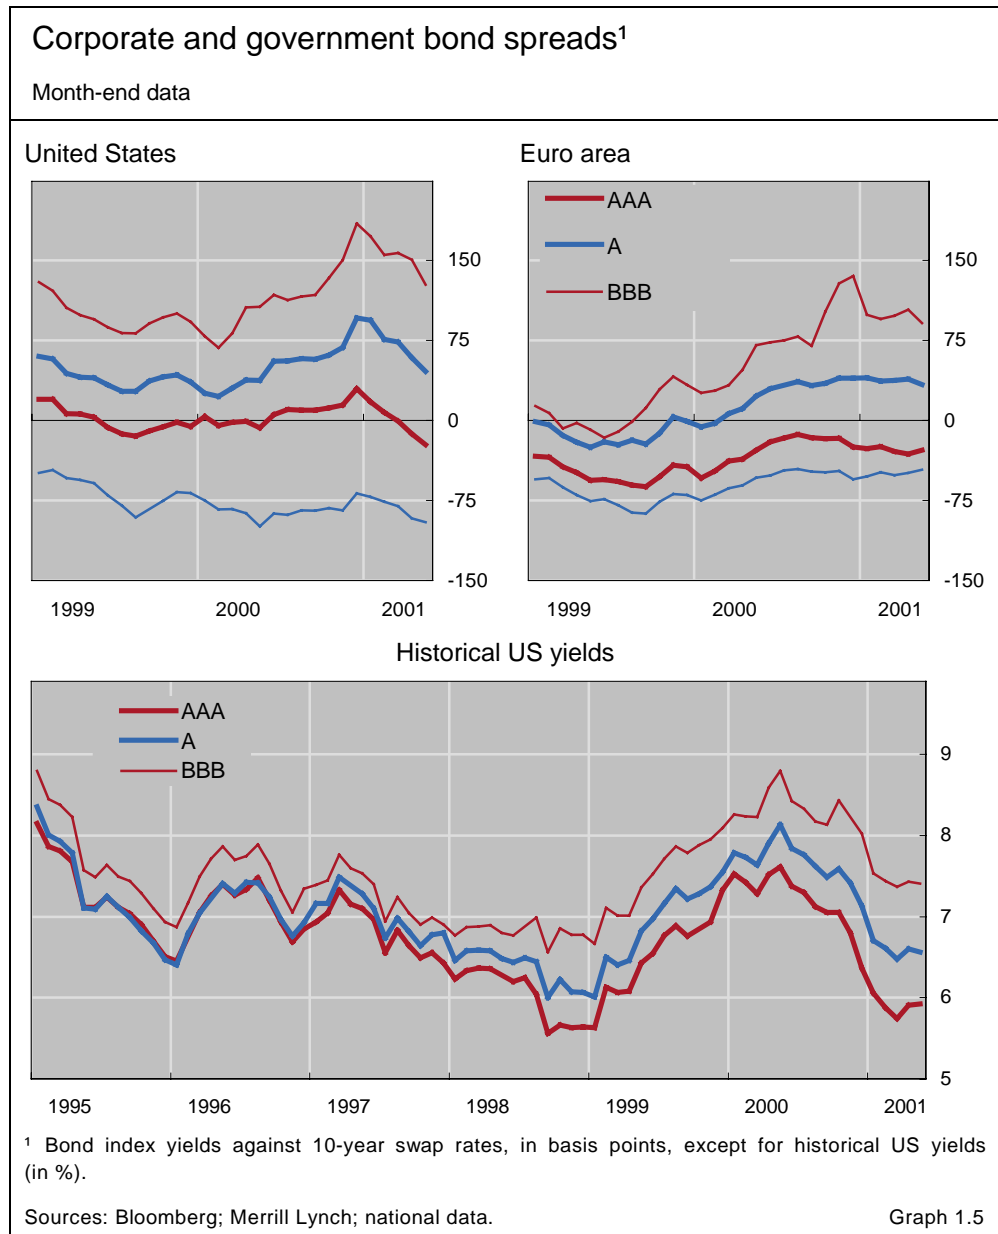 Corporate and government bond spreads¹
Month-end data
United States
Euro area
AAA
A
BBB
150
75
0
-75
-150
150
75
0
-75
-150
1999 2000 2001
1999 2000 2001
Historical US yields
AAA
A
BBB
9
8
7
6
5
1995 1996 1997 1998 1999 2000 2001
¹ Bond index yields against 10-year swap rates, in basis points, except for historical US yields
(in %).
Sources: Bloomberg; Merrill Lynch; national data. Graph 1.5